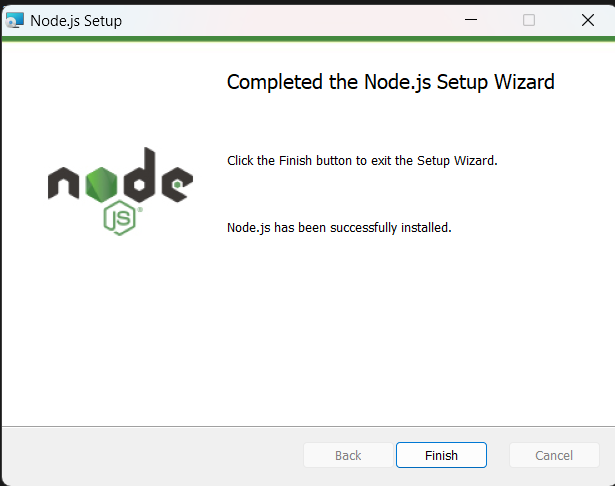 Node.js Setup
Completed the Node.js Setup Wizard
Click the Finish button to exit the Setup Wizard.
node
JS®
Node.js has been successfully installed.
Back
Finish
Cancel